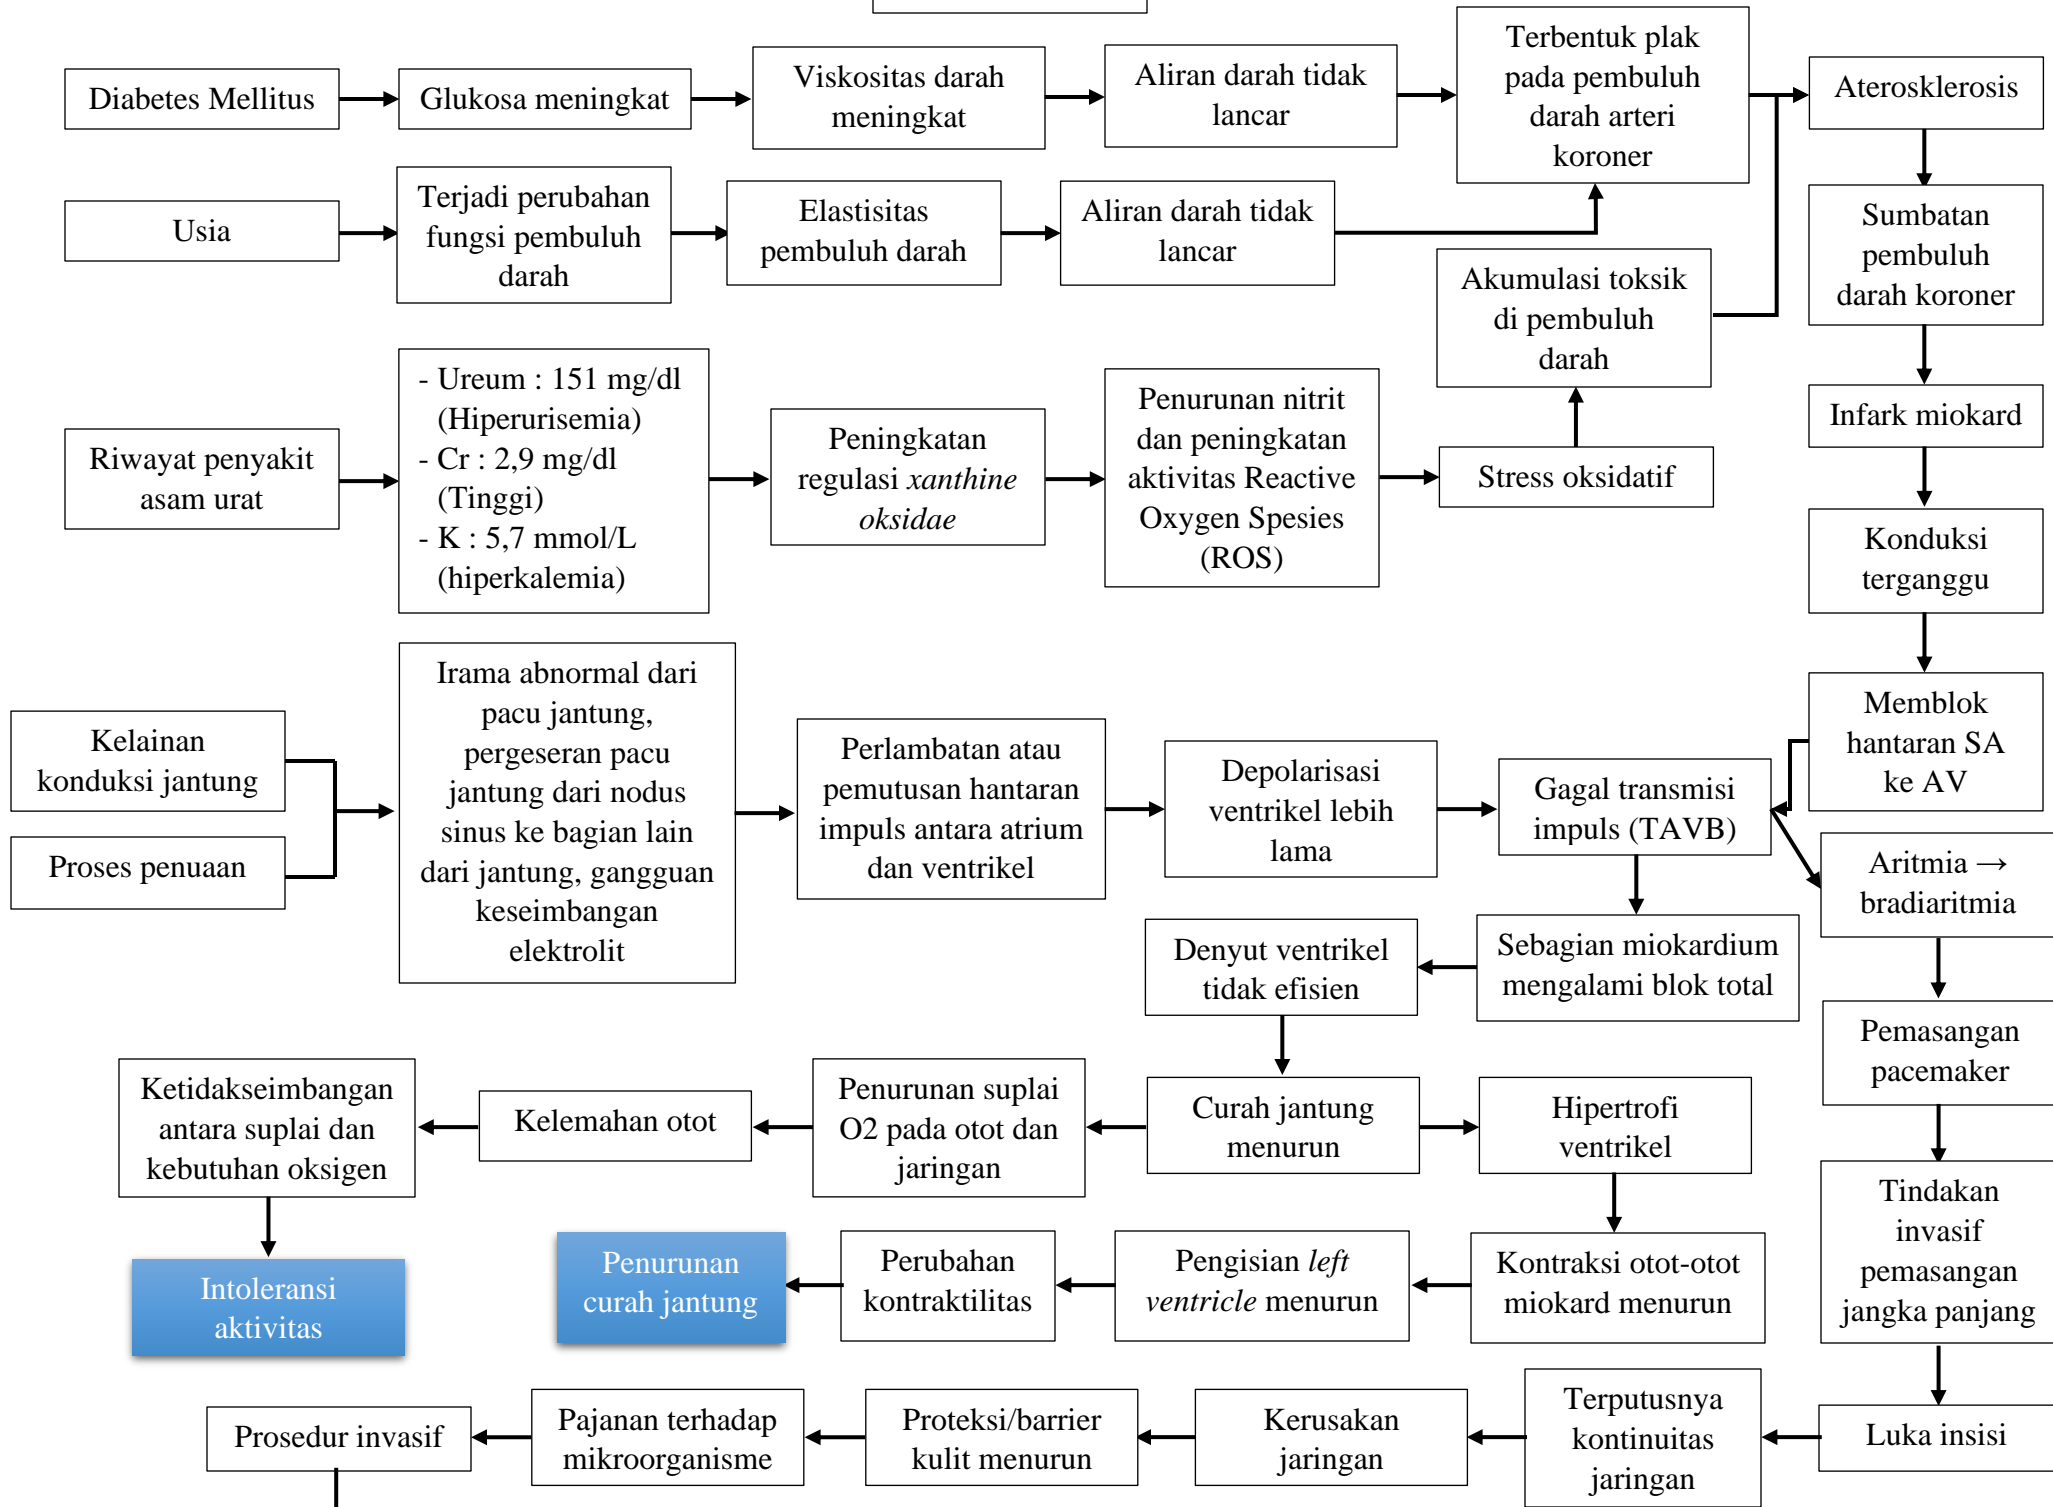 Diabetes Mellitus
Glukosa meningkat
Viskositas darah
meningkat
Aliran darah tidak
lancar
Terbentuk plak
pada pembuluh
darah arteri
koroner
Aterosklerosis
Usia
Terjadi perubahan
fungsi pembuluh
darah
Elastisitas
pembuluh darah
Aliran darah tidak
lancar
Sumbatan
pembuluh
darah koroner
Akumulasi toksik
di pembuluh
darah
Infark miokard
Riwayat penyakit
asam urat
- Ureum : 151 mg/dl
(Hiperurisemia)
- Cr : 2,9 mg/dl
(Tinggi)
- K : 5,7 mmol/L
(hiperkalemia)
Peningkatan
regulasi xanthine
oksidae
Penurunan nitrit
dan peningkatan
aktivitas Reactive
Oxygen Spesies
(ROS)
Stress oksidatif
Konduksi
terganggu
Kelainan
konduksi jantung
Proses penuaan
Irama abnormal dari
pacu jantung,
pergeseran pacu
jantung dari nodus
sinus ke bagian lain
dari jantung, gangguan
keseimbangan
elektrolit
Perlambatan atau
pemutusan hantaran
impuls antara atrium
dan ventrikel
Depolarisasi
ventrikel lebih
lama
Gagal transmisi
impuls (TAVB)
Memblok
hantaran SA
ke AV
Aritmia →
bradiaritmia
Denyut ventrikel
tidak efisien
Sebagian miokardium
mengalami blok total
Pemasangan
pacemaker
Ketidakseimbangan
antara suplai dan
kebutuhan oksigen
Kelemahan otot
Penurunan suplai
O2 pada otot dan
jaringan
Curah jantung
menurun
Hipertrofi
ventrikel
Tindakan
invasif
pemasangan
jangka panjang
Intoleransi
aktivitas
Penurunan
curah jantung
Perubahan
kontraktilitas
Pengisian left
ventricle menurun
Kontraksi otot-otot
miokard menurun
Prosedur invasif
Pajanan terhadap
mikroorganisme
Proteksi/barrier
kulit menurun
Kerusakan
jaringan
Terputusnya
kontinuitas
jaringan
Luka insisi